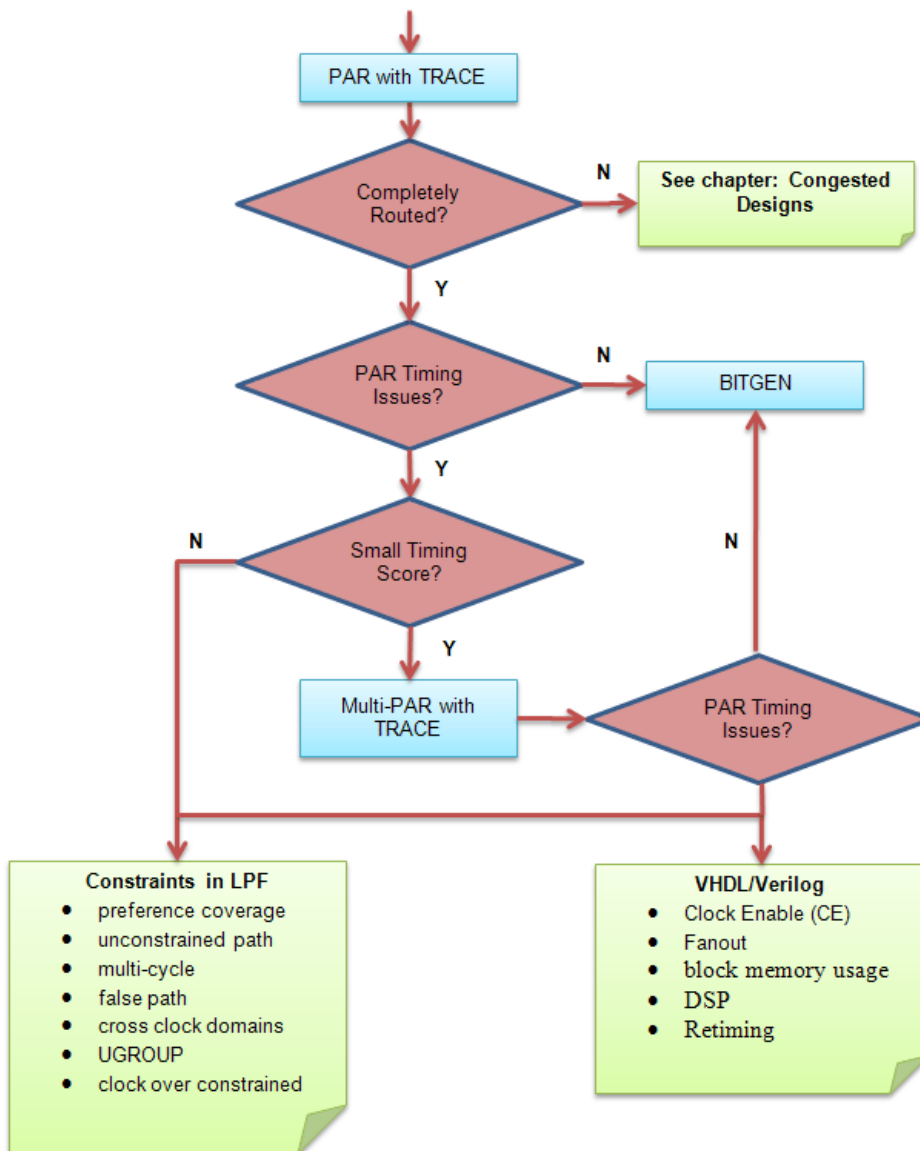 PAR with TRACE
Completely
Routed?
N
See chapter: Congested
Designs
Y
PAR Timing
Issues?
N
BITGEN
Y
N
Small Timing
Score?
N
Y
Multi-PAR with
TRACE
PAR Timing
Issues?
Constraints in LPF
• preference coverage
• unconstrained path
• multi-cycle
• false path
• cross clock domains
• UGROUP
• clock over constrained
VHDL/Verilog
• Clock Enable (CE)
• Fanout
• block memory usage
• DSP
• Retiming